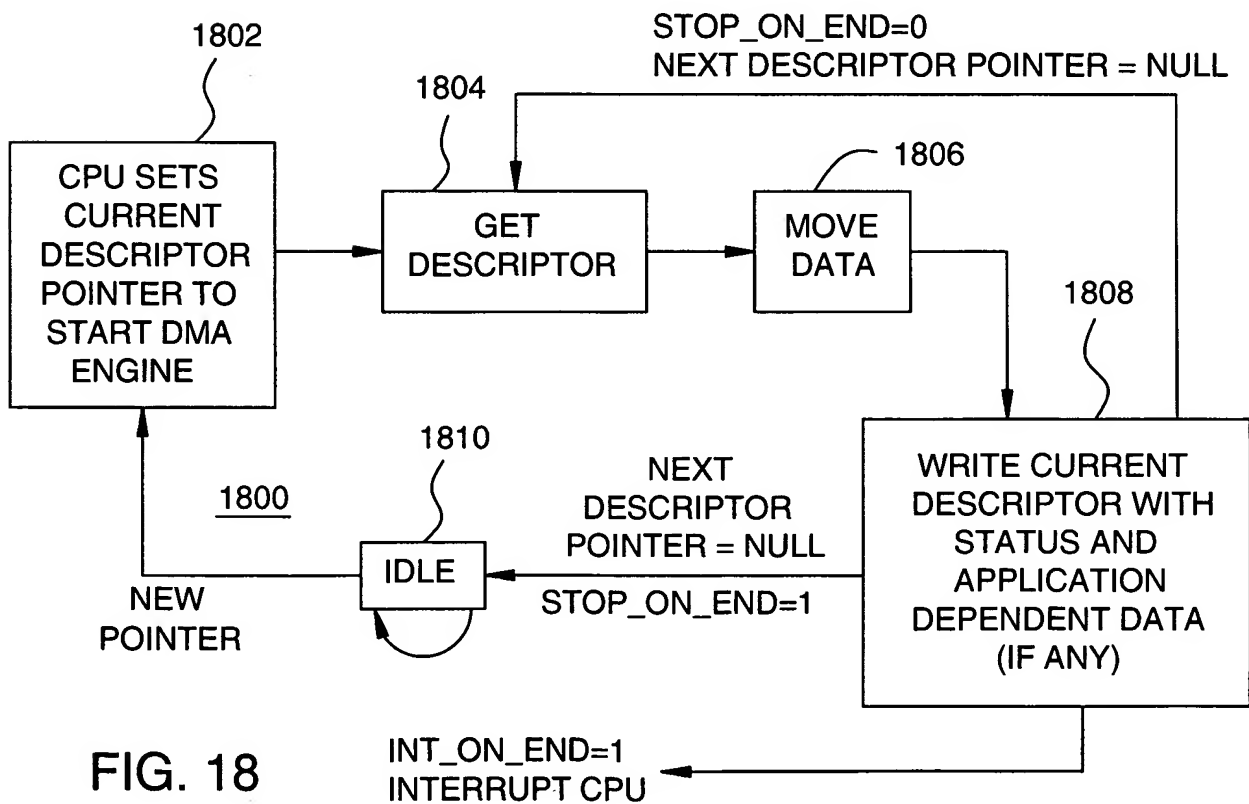 1802
CPU SETS
CURRENT
DESCRIPTOR
POINTER TO
START DMA
ENGINE
1804
GET
DESCRIPTOR
STOP_ON_END=0
NEXT DESCRIPTOR POINTER = NULL
1806
MOVE
DATA
1808
WRITE CURRENT
DESCRIPTOR WITH
STATUS AND
APPLICATION
DEPENDENT DATA
(IF ANY)
NEXT
DESCRIPTOR
POINTER = NULL
STOP_ON_END=1
1810
IDLE
1800
NEW
POINTER
INT_ON_END=1
INTERRUPT CPU
FIG. 18